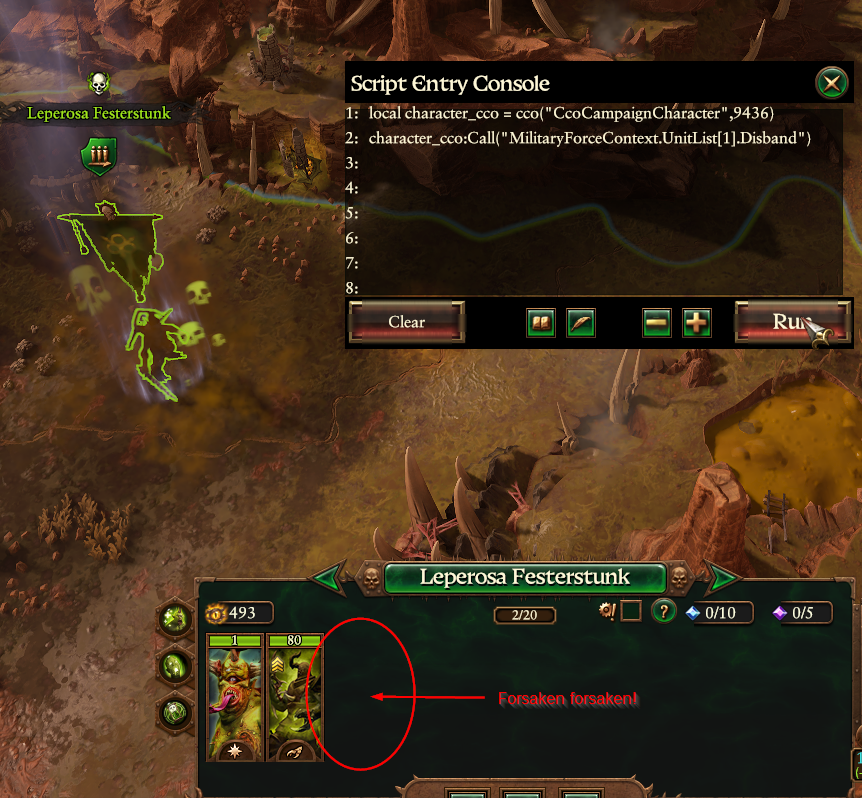 Script Entry Console
1: local character_cco = cco("CcoCampaignCharacter",9436)
2: character_cco:Call("MilitaryForceContext.UnitList[1].Disband")
3:
4:
5:
6:
7:
8:
Clear
Leperosa Festerstunk
Leperosa Festerstunk
493
2/20
?
0/10
0/5
1
80
Forsaken forsaken!